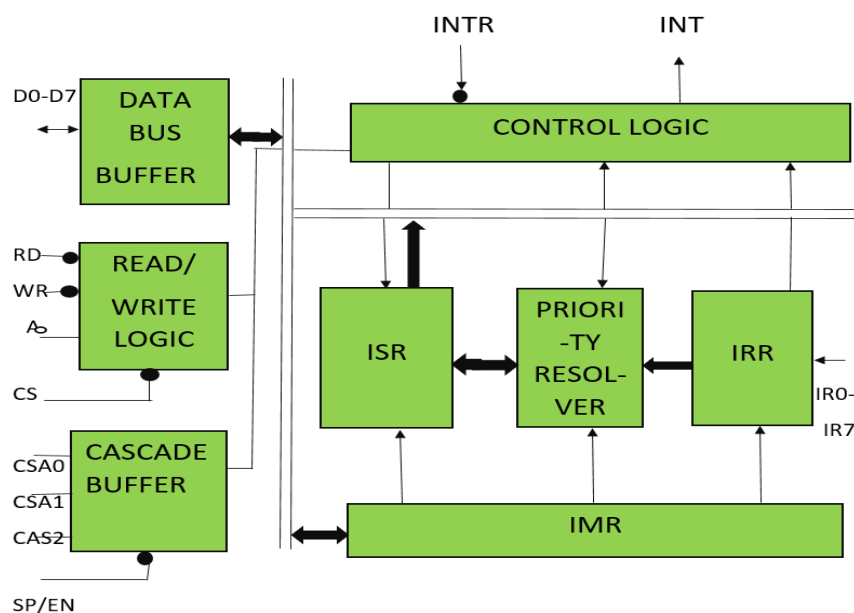 INTR
INT
D0-D7
DATA
BUS
BUFFER
CONTROL LOGIC
RD
WR
A0
READ/
WRITE
LOGIC
CS
ISR
PRIORI
-TY
RESOL-
VER
IRR
IR0-
IR7
CSA0
CSA1
CAS2
CASCADE
BUFFER
IMR
SP/EN